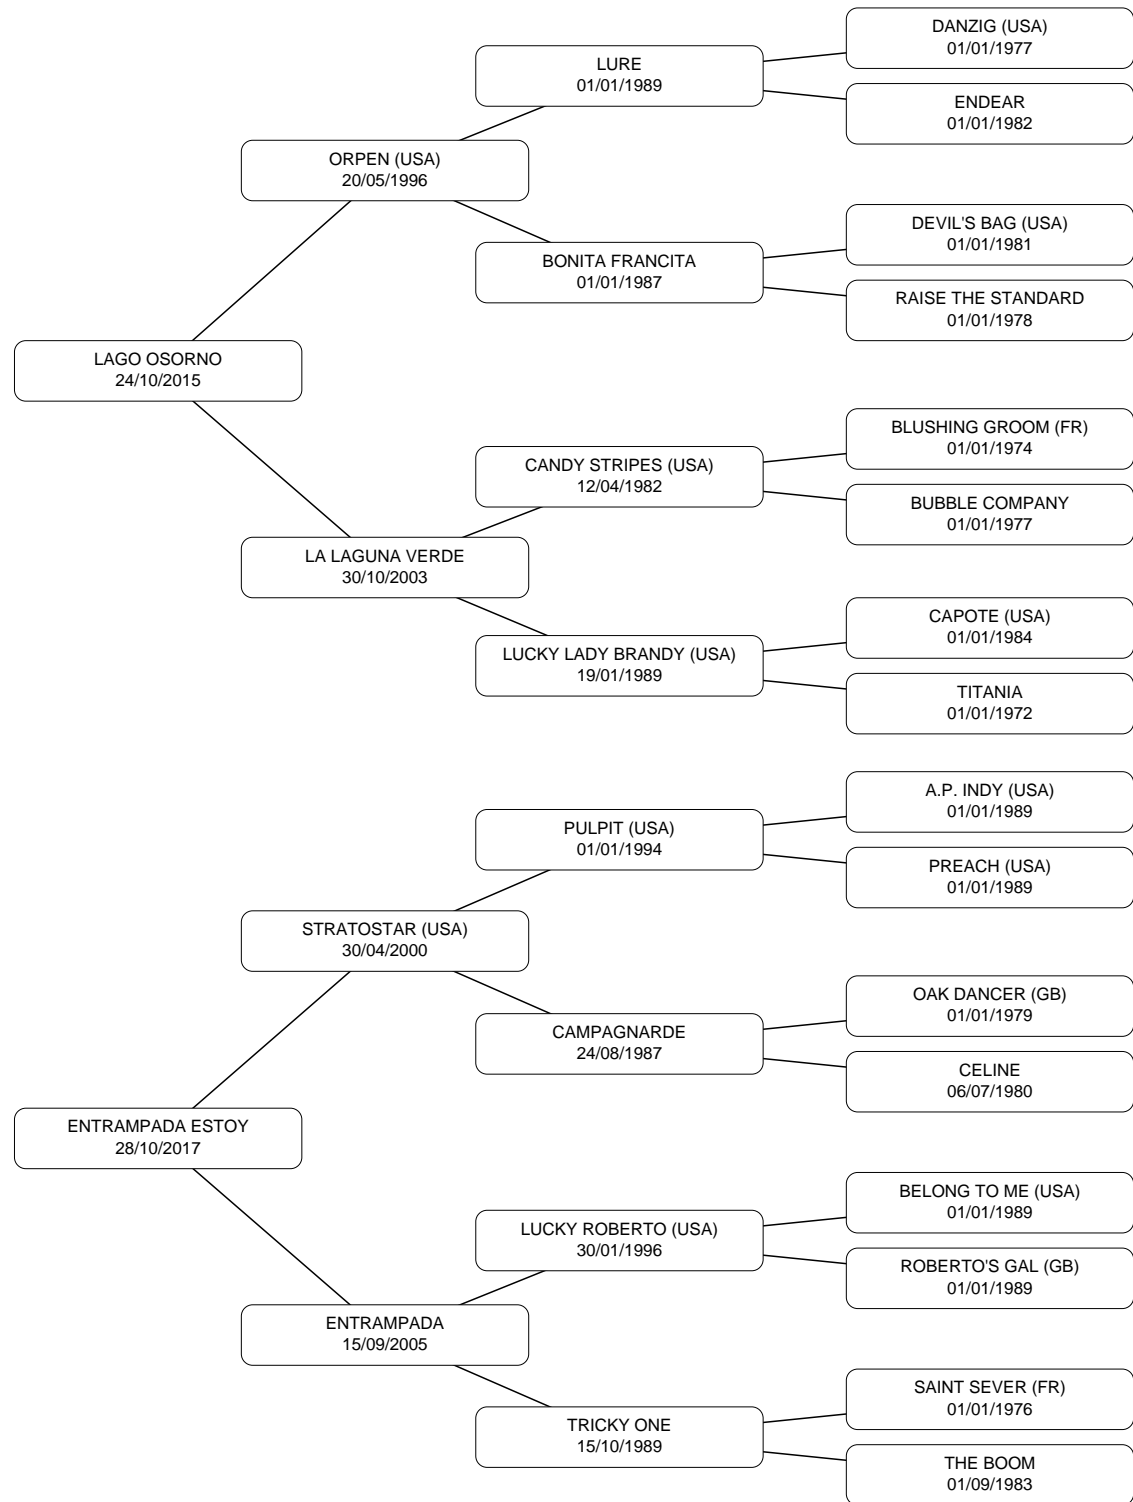 DANZIG (USA)
01/01/1977
LURE
01/01/1989
ENDEAR
01/01/1982
ORPEN (USA)
20/05/1996
DEVIL'S BAG (USA)
01/01/1981
BONITA FRANCITA
01/01/1987
RAISE THE STANDARD
01/01/1978
LAGO OSORNO
24/10/2015
BLUSHING GROOM (FR)
01/01/1974
CANDY STRIPES (USA)
12/04/1982
BUBBLE COMPANY
01/01/1977
LA LAGUNA VERDE
30/10/2003
CAPOTE (USA)
01/01/1984
LUCKY LADY BRANDY (USA)
19/01/1989
TITANIA
01/01/1972
A.P. INDY (USA)
01/01/1989
PULPIT (USA)
01/01/1994
PREACH (USA)
01/01/1989
STRATOSTAR (USA)
30/04/2000
OAK DANCER (GB)
01/01/1979
CAMPAGNARDE
24/08/1987
CELINE
06/07/1980
ENTRAMPADA ESTOY
28/10/2017
BELONG TO ME (USA)
01/01/1989
LUCKY ROBERTO (USA)
30/01/1996
ROBERTO'S GAL (GB)
01/01/1989
ENTRAMPADA
15/09/2005
SAINT SEVER (FR)
01/01/1976
TRICKY ONE
15/10/1989
THE BOOM
01/09/1983